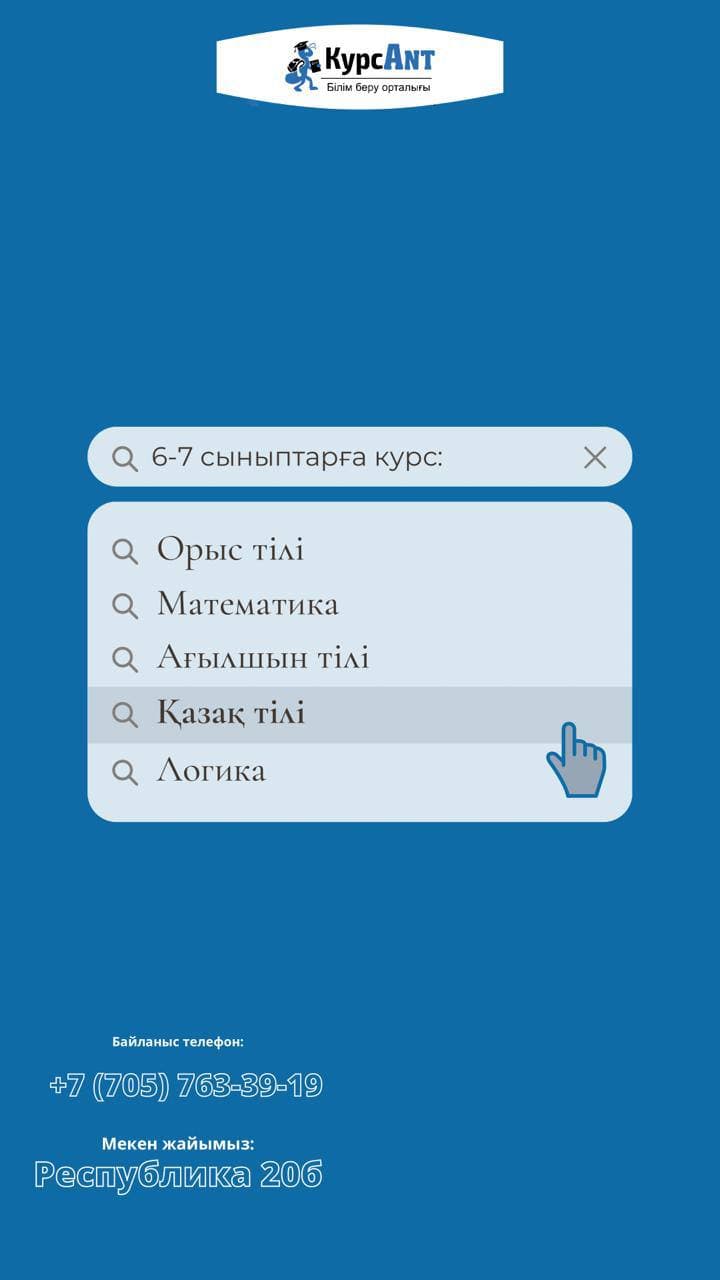 КурсAnt
Білім беру орталығы
6-7 сыныптарға курс:
Орыс тілі
Математика
Ағылшын тілі
Қазақ тілі
Логика
Байланыс телефон:
+7 (705) 763-39-19
Мекен жайымыз:
Республика 20б